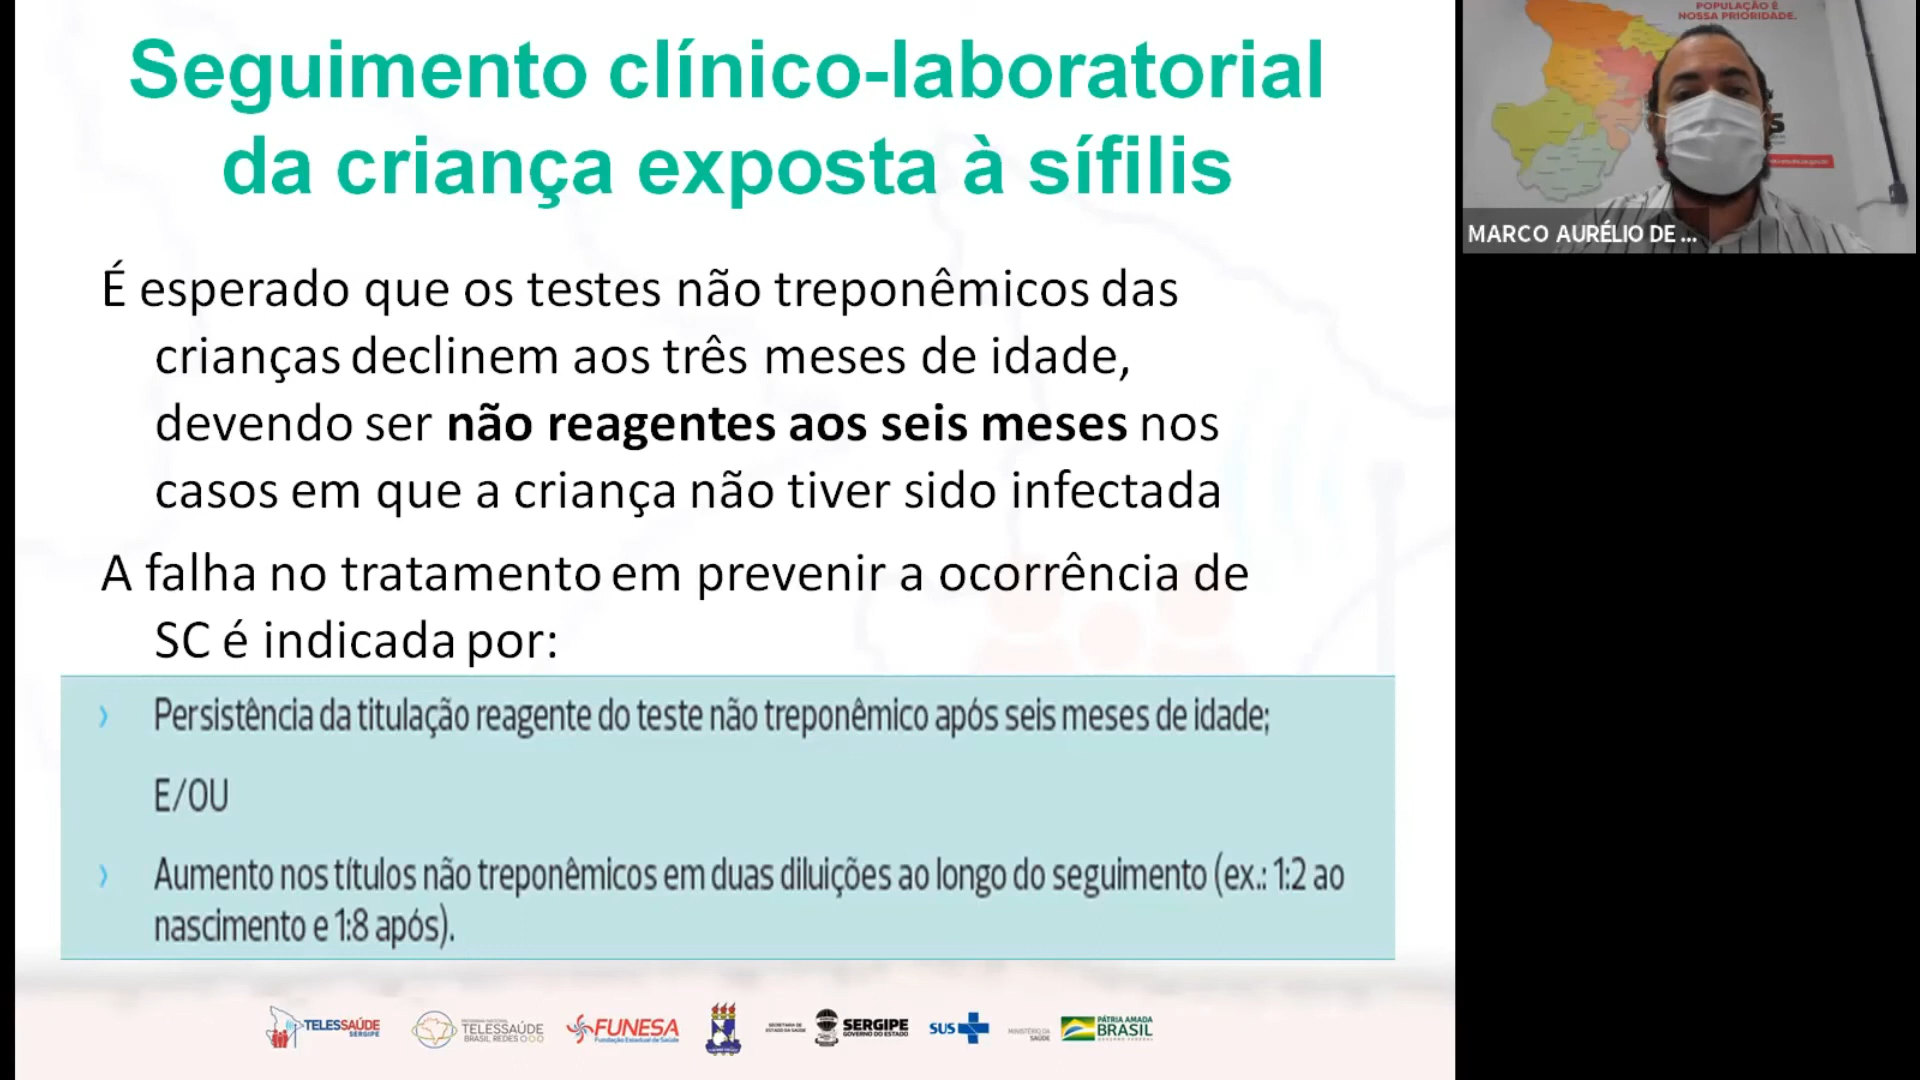 Seguimento clínico-laboratorial
da criança exposta à sífilis
É esperado que os testes não treponêmicos das
crianças declinem aos três meses de idade,
devendo ser não reagentes aos seis meses nos
casos em que a criança não tiver sido infectada
A falha no tratamento em prevenir a ocorrência de
SC é indicada por:
› Persistência da titulação reagente do teste não treponêmico após seis meses de idade;
E/OU
› Aumento nos títulos não treponêmicos em duas diluições ao longo do seguimento (ex.: 1:2 ao
nascimento e 1:8 após).
TELESSAÚDE
SERGIPE
PROGRAMA NACIONAL
TELESSAÚDE
BRASIL REDES
FUNESA
Fundação Estadual de Saúde
SECRETARIA DE
ESTADO DA SAÚDE
SERGIPE
GOVERNO DO ESTADO
SUS
MINISTÉRIO DA
SAÚDE
PÁTRIA AMADA
BRASIL
GOVERNO FEDERAL
POPULAÇÃO É
NOSSA PRIORIDADE.
MARCO AURÉLIO DE ...